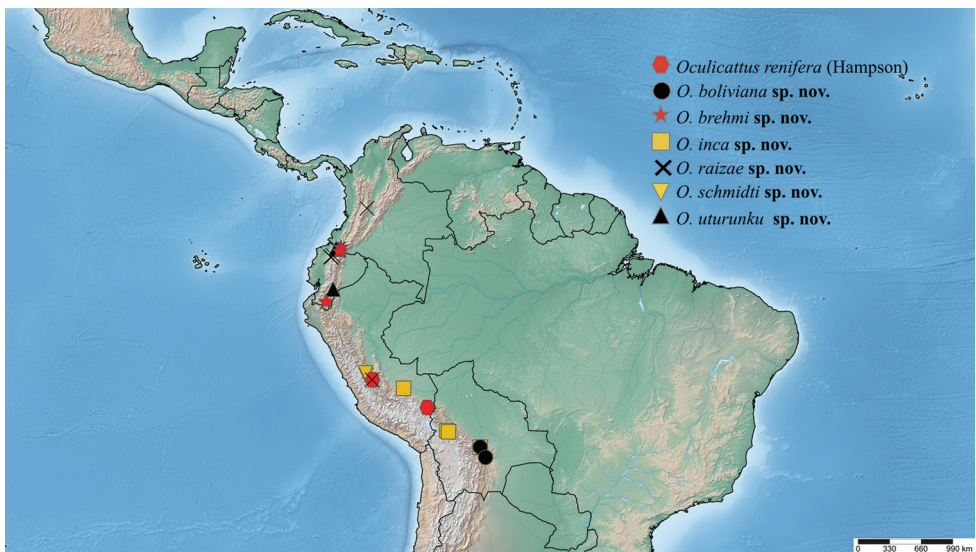 Oculicattus renifera (Hampson)
O. boliviana sp. nov.
O. brehmi sp. nov.
O. inca sp. nov.
O. raizae sp. nov.
O. schmidti sp. nov.
O. uturunku sp. nov.
0 330 660 990 km